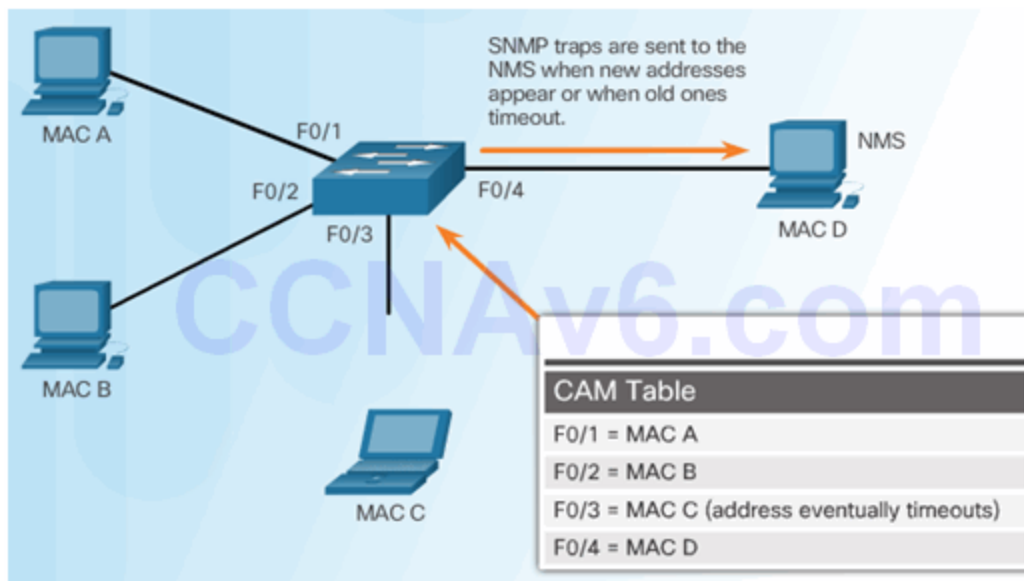 SNMP traps are sent to the
NMS when new addresses
appear or when old ones
timeout.
MAC A
F0/1
NMS
F0/2
F0/4
F0/3
MAC D
CCNAv6.com
MAC B
CAM Table
F0/1 = MAC A
F0/2 = MAC B
F0/3 = MAC C (address eventually timeouts)
F0/4 = MAC D
MAC C